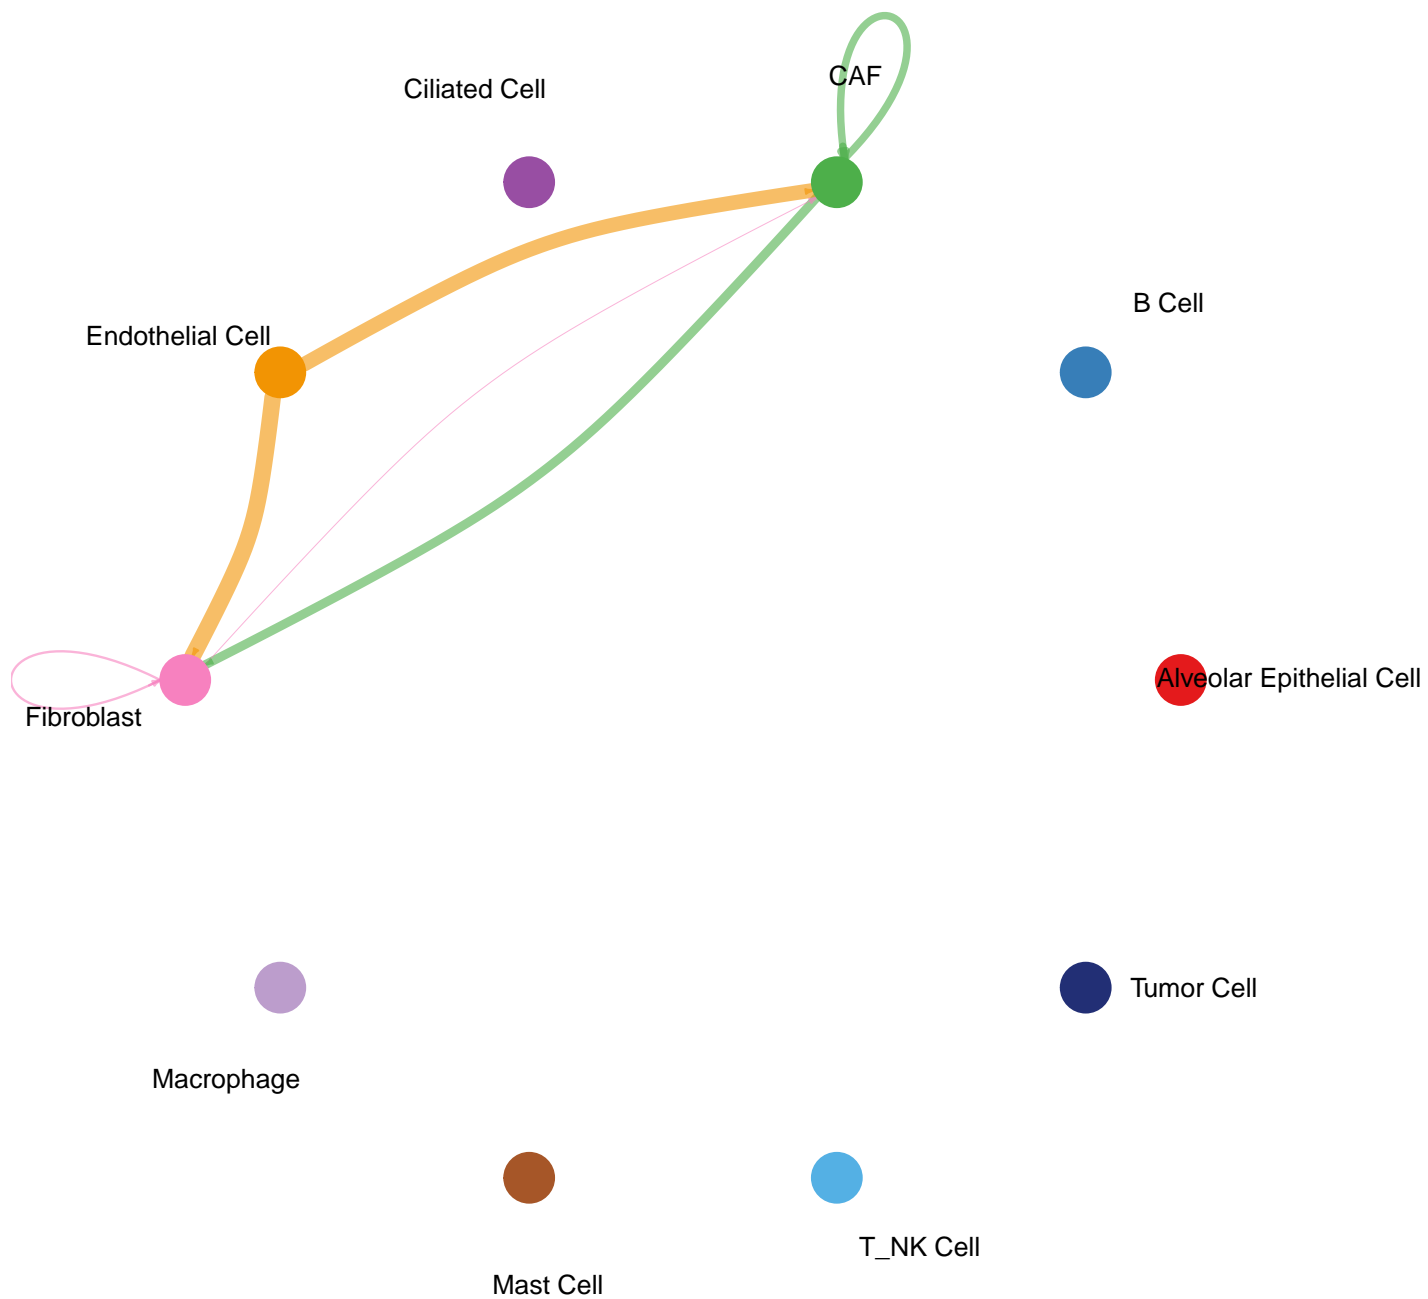 CAF
Ciliated Cell
B Cell
Endothelial Cell
Alveolar Epithelial Cell
Fibroblast
Tumor Cell
Macrophage
T_NK Cell
Mast Cell